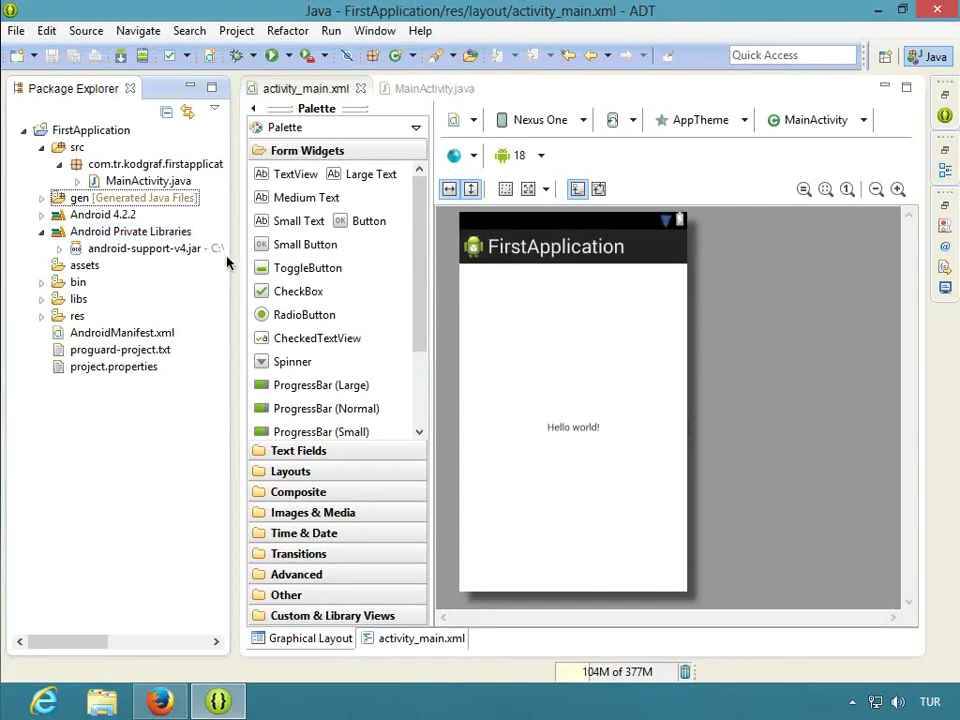 Java - FirstApplication/res/layout/activity_main.xml - ADT
File Edit Source Navigate Search Project Refactor Run Window Help
Quick Access
Java
Package Explorer
activity_main.xml
MainActivity.java
FirstApplication
src
com.tr.kodgraf.firstapplicat
MainActivity.java
gen [Generated Java Files]
Android 4.2.2
Android Private Libraries
android-support-v4.jar - C:\
assets
bin
libs
res
AndroidManifest.xml
proguard-project.txt
project.properties
Palette
Palette
Form Widgets
Ab TextView Ab Large Text
Ab Medium Text
Ab Small Text OK Button
OK Small Button
ToggleButton
CheckBox
RadioButton
CheckedTextView
Spinner
ProgressBar (Large)
ProgressBar (Normal)
ProgressBar (Small)
Text Fields
Layouts
Composite
Images & Media
Time & Date
Transitions
Advanced
Other
Custom & Library Views
Nexus One
AppTheme
MainActivity
18
FirstApplication
Hello world!
Graphical Layout
activity_main.xml
104M of 377M
TUR